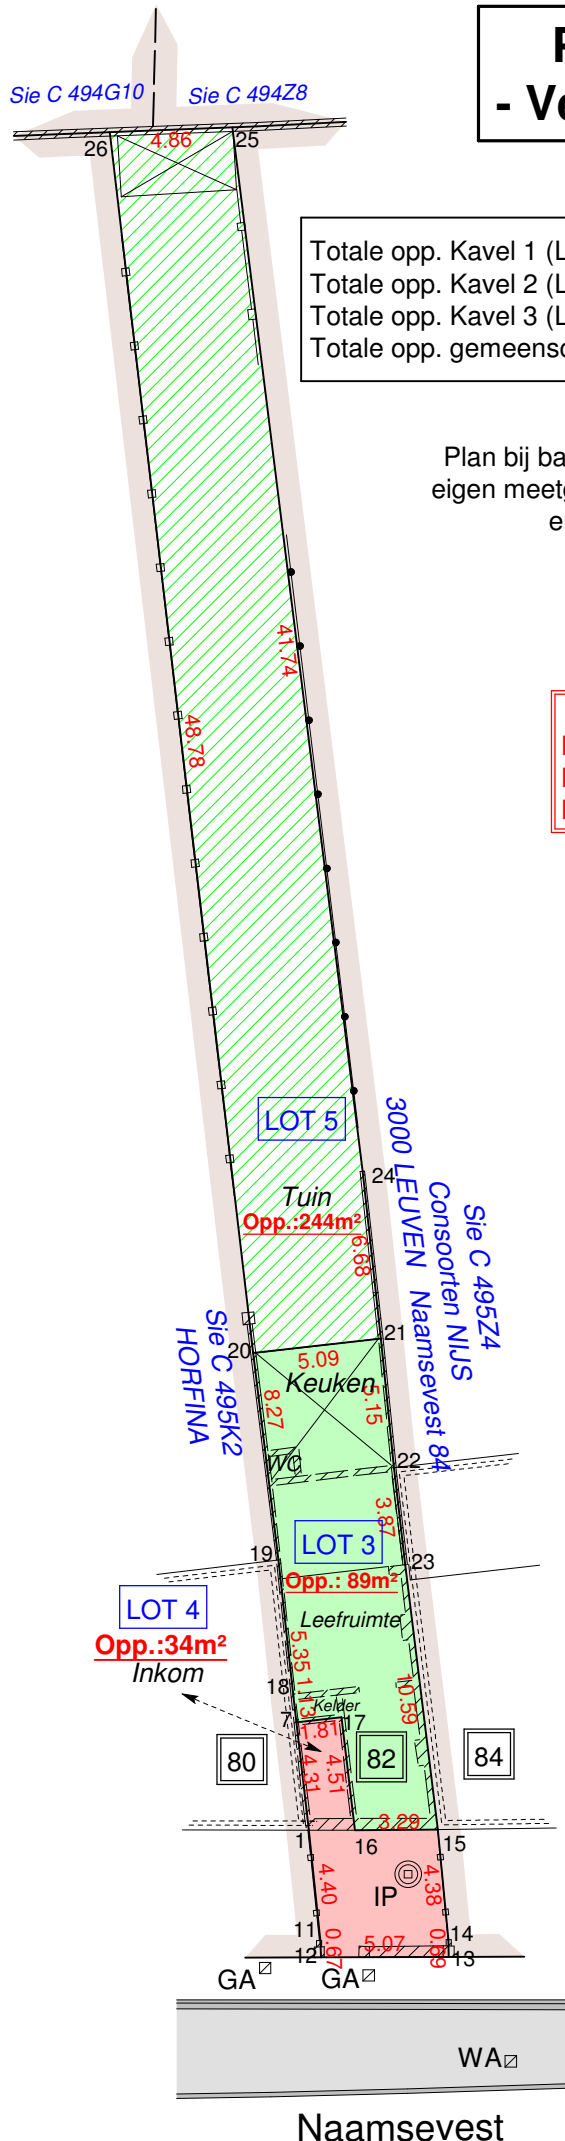 P
- Ve
Sie C 494G10
Sie C 494Z8
26
4.86
25
Totale opp. Kavel 1 (L
Totale opp. Kavel 2 (L
Totale opp. Kavel 3 (L
Totale opp. gemeensc
Plan bij ba
eigen meetg
e
41.74
48.78
LOT 5
Tuin
Opp.:244m²
24
6.68
3000 LEUVEN Naamsevest 84
Consoorten NIJS
Sie C 495Z4
Sie C 495K2
HORFINA
20
21
5.09
Keuken
8.27
5.15
WC
22
3.87
LOT 3
19
23
Opp.: 89m²
LOT 4
Leefruimte
Opp.:34m²
Inkom
5.35
10.59
18
1.13
Kelder
7
1.81
17
80
4.31
4.51
82
84
3.29
1
16
15
4.40
IP
4.38
11
14
12
0.67
5.07
0.69
13
GA
GA
WA
Naamsevest